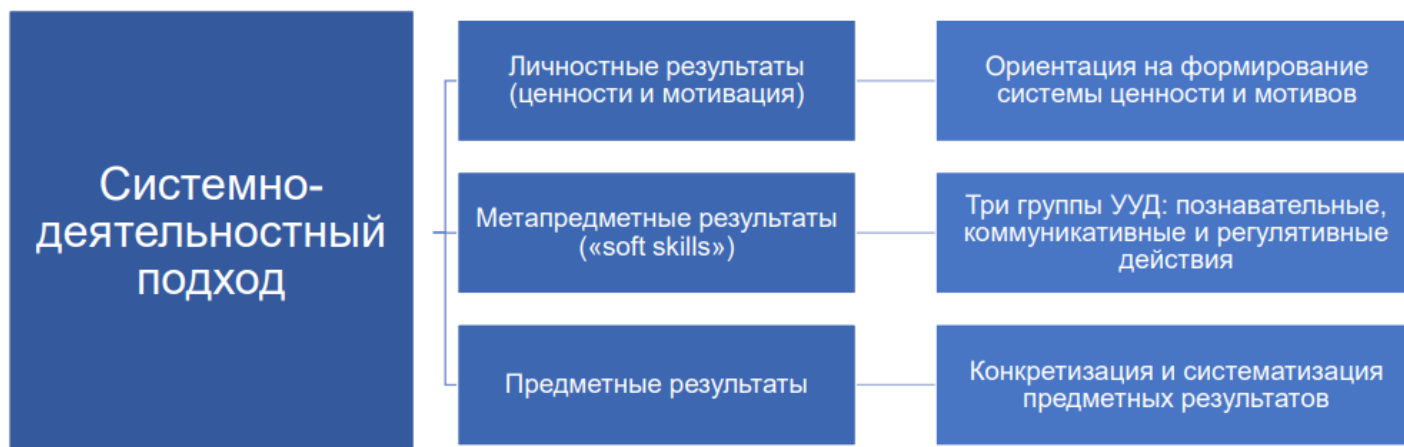 Системно-
деятельностный
подход
Личностные результаты
(ценности и мотивация)
Ориентация на формирование
системы ценности и мотивов
Метапредметные результаты
(«soft skills»)
Три группы УУД: познавательные,
коммуникативные и регулятивные
действия
Предметные результаты
Конкретизация и систематизация
предметных результатов